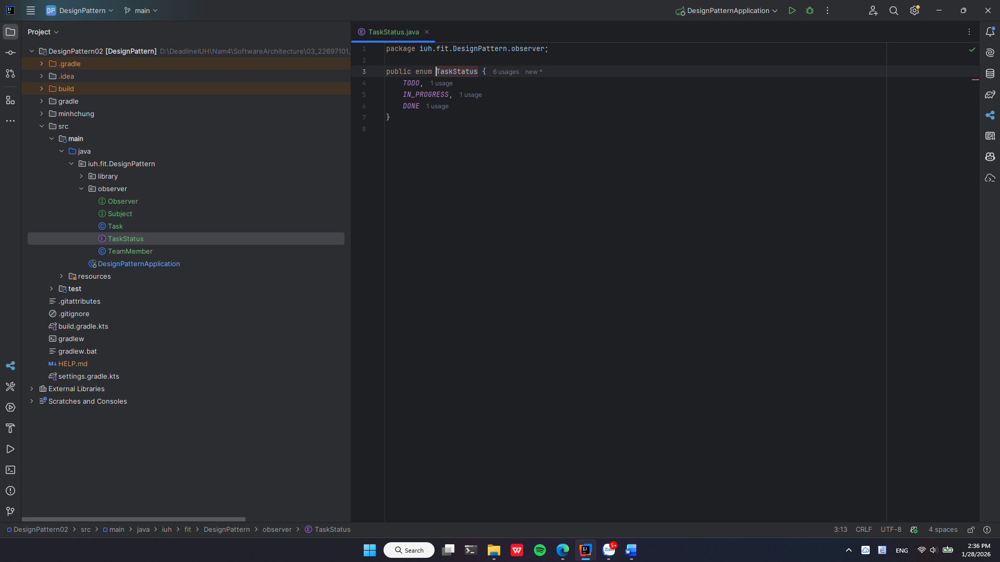 DP DesignPattern main DesignPatternApplication
Project
TaskStatus.java
DesignPattern02 [DesignPattern] D:\DeadlineIUH\Nam4\SoftwareArchitecture\03_22697101_
.gradle
.idea
build
gradle
minhchung
src
main
java
iuh.fit.DesignPattern
library
observer
Observer
Subject
Task
TaskStatus
TeamMember
DesignPatternApplication
resources
test
.gitattributes
.gitignore
build.gradle.kts
gradlew
gradlew.bat
M↓ HELP.md
settings.gradle.kts
External Libraries
Scratches and Consoles
1 package iuh.fit.DesignPattern.observer;
2
3 public enum TaskStatus { 6 usages new *
4 TODO, 1 usage
5 IN_PROGRESS, 1 usage
6 DONE 1 usage
7 }
8
DesignPattern02 > src > main > java > iuh > fit > DesignPattern > observer > TaskStatus
3:13 CRLF UTF-8 4 spaces
Search
Zalo 5+
ENG
2:36 PM
1/28/2026